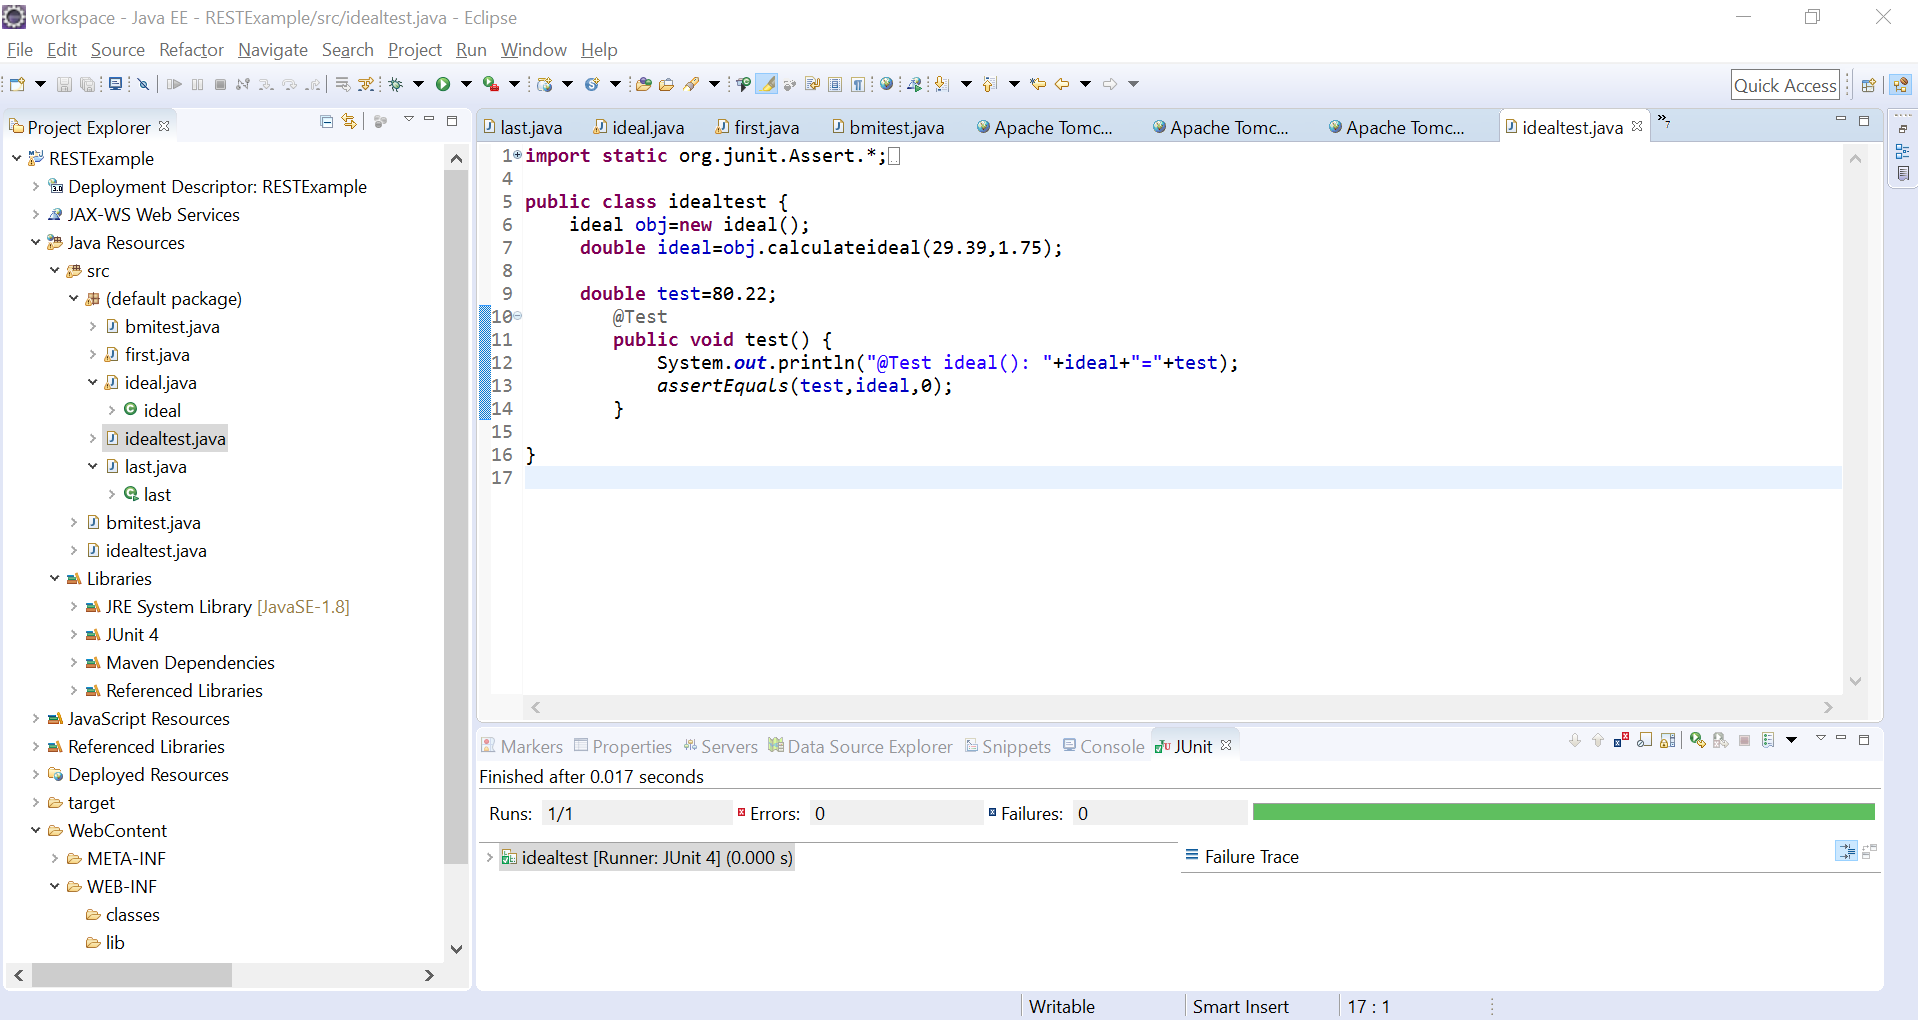 workspace - Java EE - RESTExample/src/idealtest.java - Eclipse
File Edit Source Refactor Navigate Search Project Run Window Help
Quick Access
Project Explorer
RESTExample
Deployment Descriptor: RESTExample
JAX-WS Web Services
Java Resources
src
(default package)
bmitest.java
first.java
ideal.java
ideal
idealtest.java
last.java
last
bmitest.java
idealtest.java
Libraries
JRE System Library [JavaSE-1.8]
JUnit 4
Maven Dependencies
Referenced Libraries
JavaScript Resources
Referenced Libraries
Deployed Resources
target
WebContent
META-INF
WEB-INF
classes
lib
last.java ideal.java first.java bmitest.java Apache Tomc... Apache Tomc... Apache Tomc... idealtest.java »7
1 import static org.junit.Assert.*;
4
5 public class idealtest {
6 ideal obj=new ideal();
7 double ideal=obj.calculateideal(29.39,1.75);
8
9 double test=80.22;
10 @Test
11 public void test() {
12 System.out.println("@Test ideal(): "+ideal+"="+test);
13 assertEquals(test,ideal,0);
14 }
15
16 }
17
Markers Properties Servers Data Source Explorer Snippets Console JUnit
Finished after 0.017 seconds
Runs: 1/1 Errors: 0 Failures: 0
idealtest [Runner: JUnit 4] (0.000 s)
Failure Trace
Writable Smart Insert 17 : 1